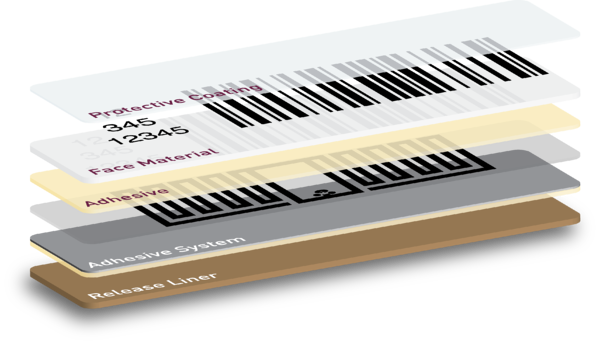 Protective Coating
345
12345
Face Material
Adhesive
Adhesive System
Release Liner